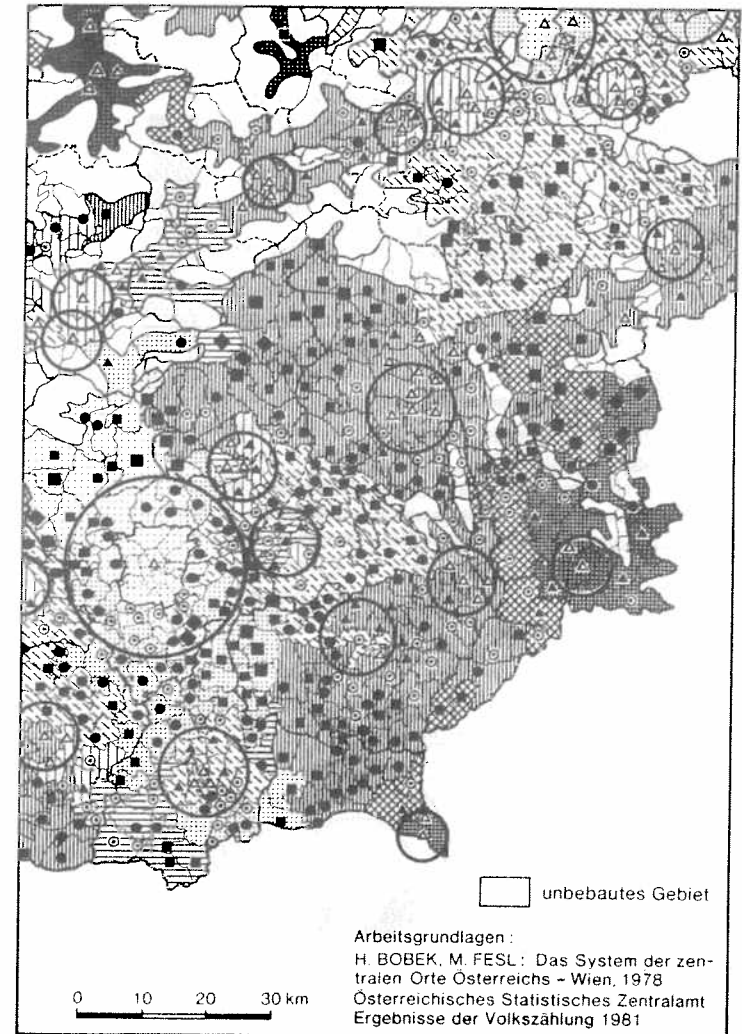 unbebautes Gebiet
Arbeitsgrundlagen :
H. BOBEK, M. FESL : Das System der zen-
tralen Orte Österreichs – Wien, 1978
Österreichisches Statistisches Zentralamt
Ergebnisse der Volkszählung 1981
0 10 20 30 km